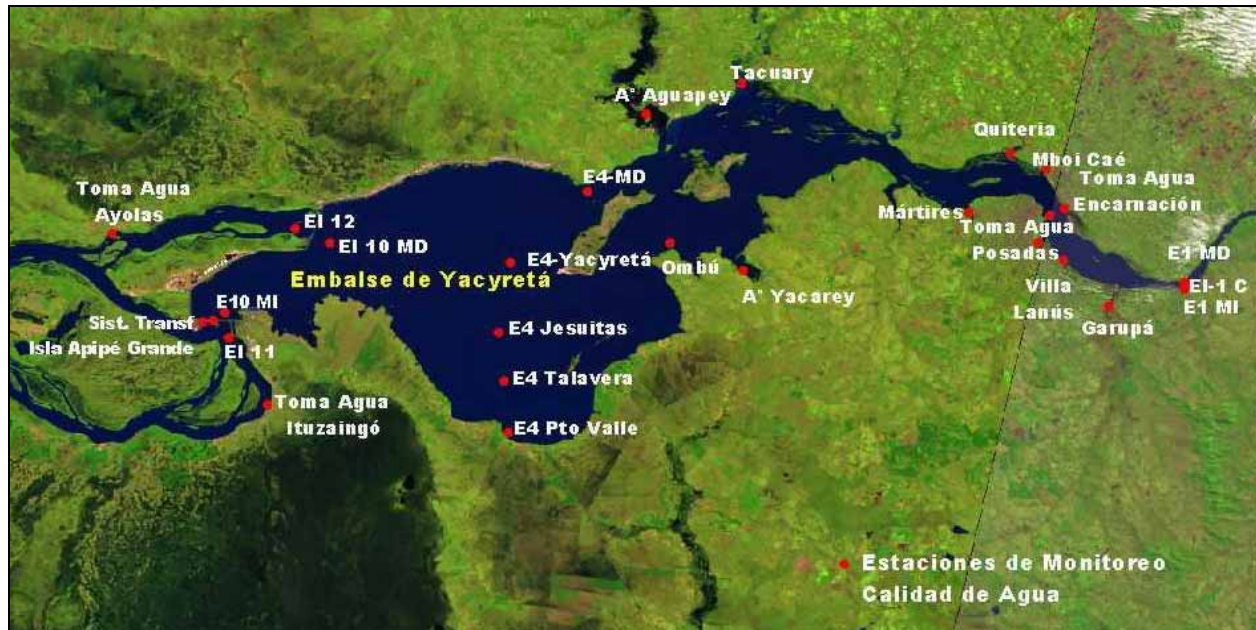 Tacuary
A° Aguapey
Quiteria
Mboi Caé
Toma Agua
Encarnación
Toma Agua
Ayolas
E4-MD
Mártires
Toma Agua
Posadas
El 12
El 10 MD
E4-Yacyretá
Ombú
E1 MD
Embalse de Yacyretá
A° Yacarey
Villa
Lanús
El-1 C
E1 MI
Garupá
E10 MI
Sist. Transf.
Isla Apipé Grande
El 11
E4 Jesuitas
E4 Talavera
Toma Agua
Ituzaingó
E4 Pto Valle
Estaciones de Monitoreo
Calidad de Agua